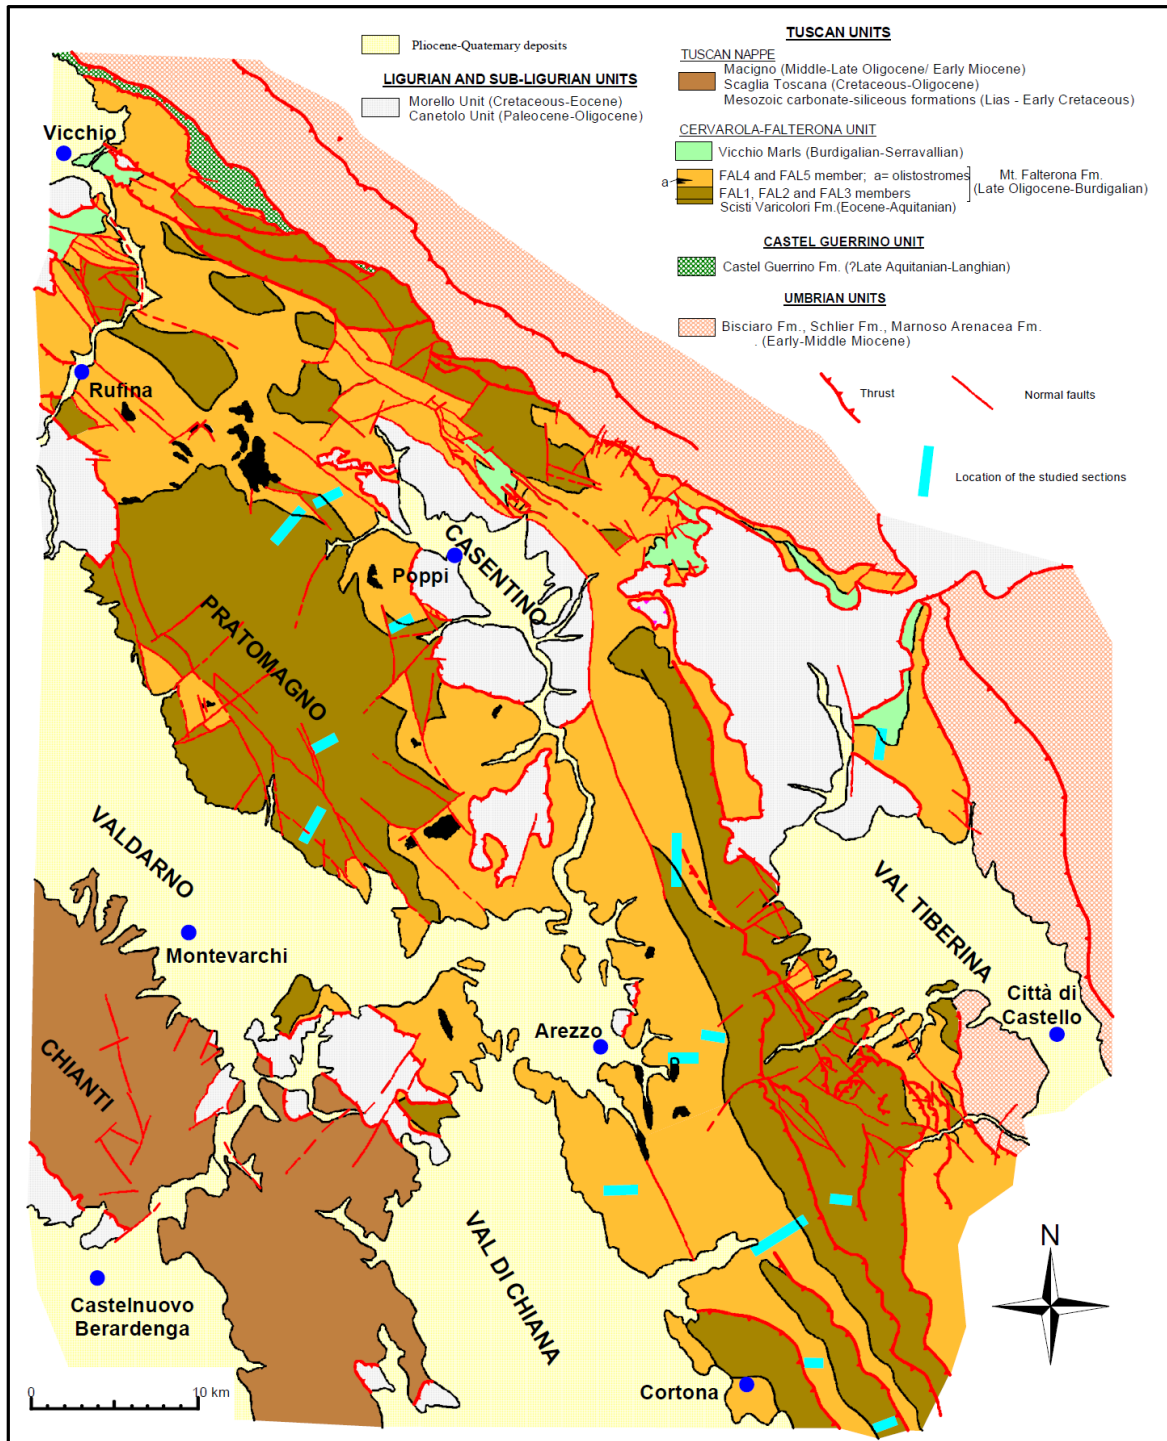 Pliocene-Quaternary deposits
LIGURIAN AND SUB-LIGURIAN UNITS
Morello Unit (Cretaceous-Eocene)
Canetolo Unit (Paleocene-Oligocene)
TUSCAN UNITS
TUSCAN NAPPE
Macigno (Middle-Late Oligocene/ Early Miocene)
Scaglia Toscana (Cretaceous-Oligocene)
Mesozoic carbonate-siliceous formations (Lias - Early Cretaceous)
CERVAROLA-FALTERONA UNIT
Vicchio Marls (Burdigalian-Serravallian)
a
FAL4 and FAL5 member; a= olistostromes
FAL1, FAL2 and FAL3 members
Scisti Varicolori Fm.(Eocene-Aquitanian)
Mt. Falterona Fm.
(Late Oligocene-Burdigalian)
CASTEL GUERRINO UNIT
Castel Guerrino Fm. (?Late Aquitanian-Langhian)
UMBRIAN UNITS
Bisciaro Fm., Schlier Fm., Marnoso Arenacea Fm.
. (Early-Middle Miocene)
Thrust
Normal faults
Location of the studied sections
Vicchio
Rufina
Poppi
CASENTINO
PRATOMAGNO
VALDARNO
Montevarchi
VAL TIBERINA
Città di
Castello
Arezzo
CHIANTI
VAL DI CHIANA
Castelnuovo
Berardenga
Cortona
N
0
10 km